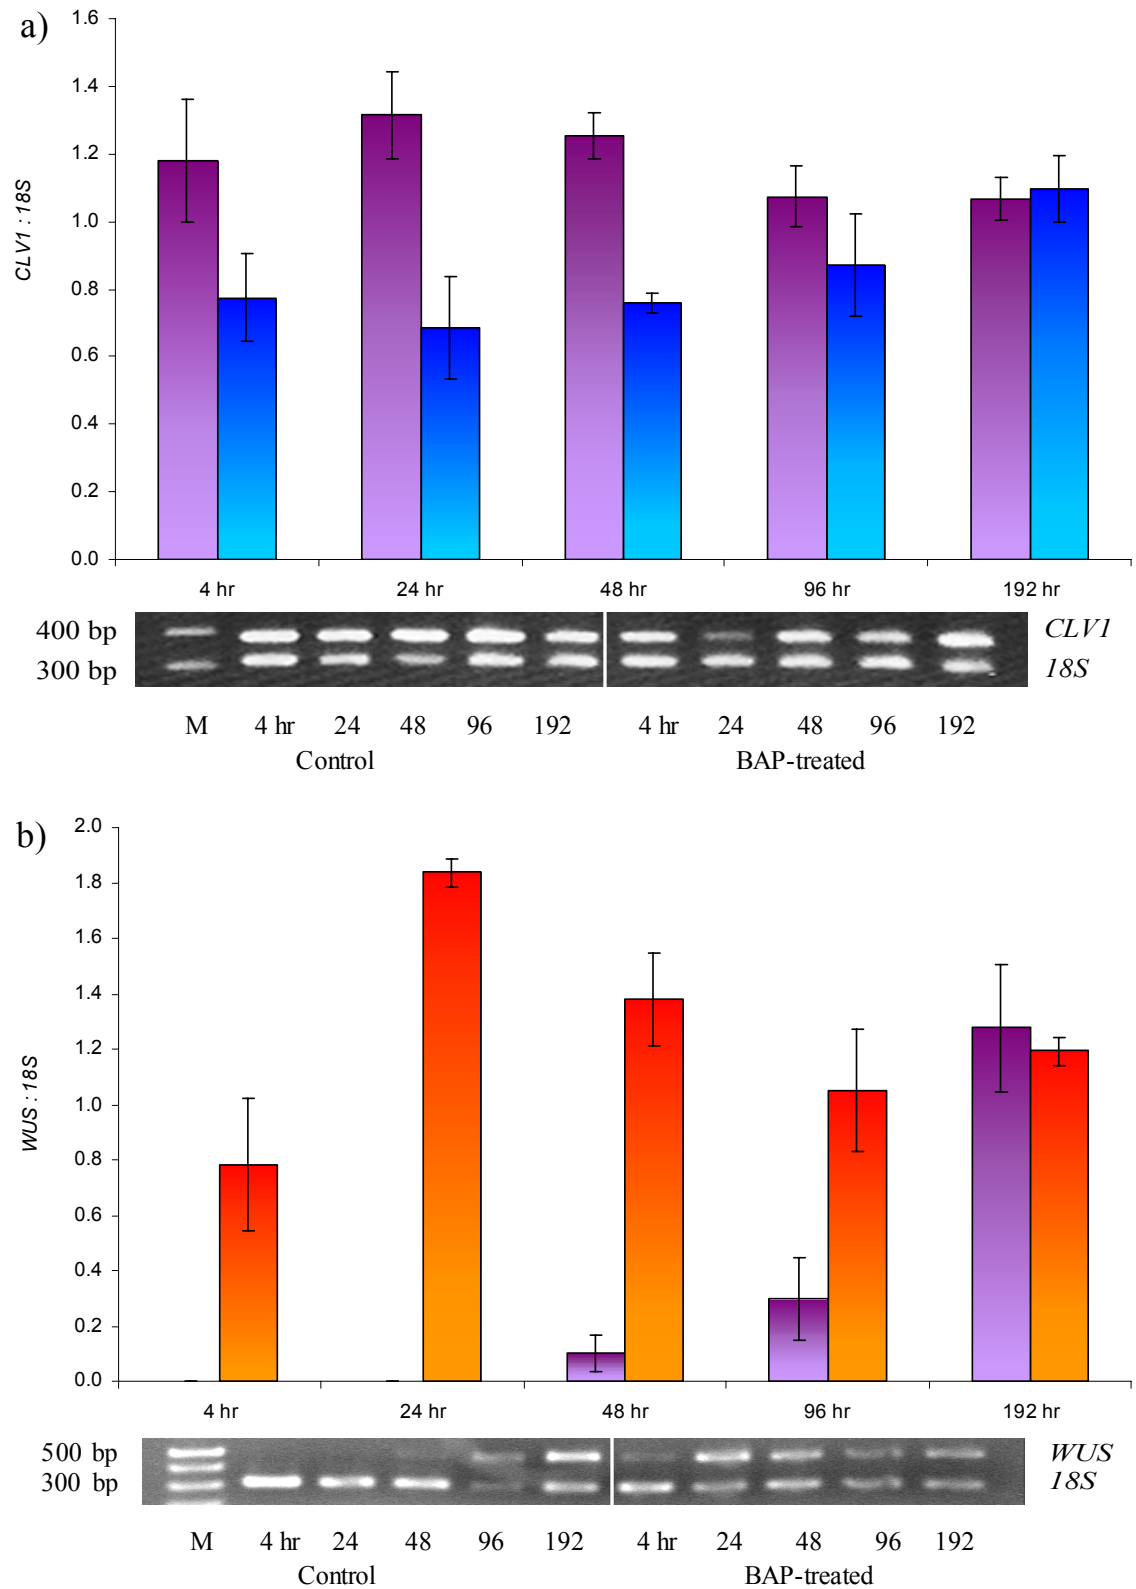 a)
1.6
1.4
1.2
1.0
0.8
0.6
0.4
0.2
0.0
CLV1 : 18S
4 hr 24 hr 48 hr 96 hr 192 hr
400 bp CLV1
300 bp 18S
M 4 hr 24 48 96 192 4 hr 24 48 96 192
Control BAP-treated
b)
2.0
1.8
1.6
1.4
1.2
1.0
0.8
0.6
0.4
0.2
0.0
WUS : 18S
4 hr 24 hr 48 hr 96 hr 192 hr
500 bp WUS
300 bp 18S
M 4 hr 24 48 96 192 4 hr 24 48 96 192
Control BAP-treated